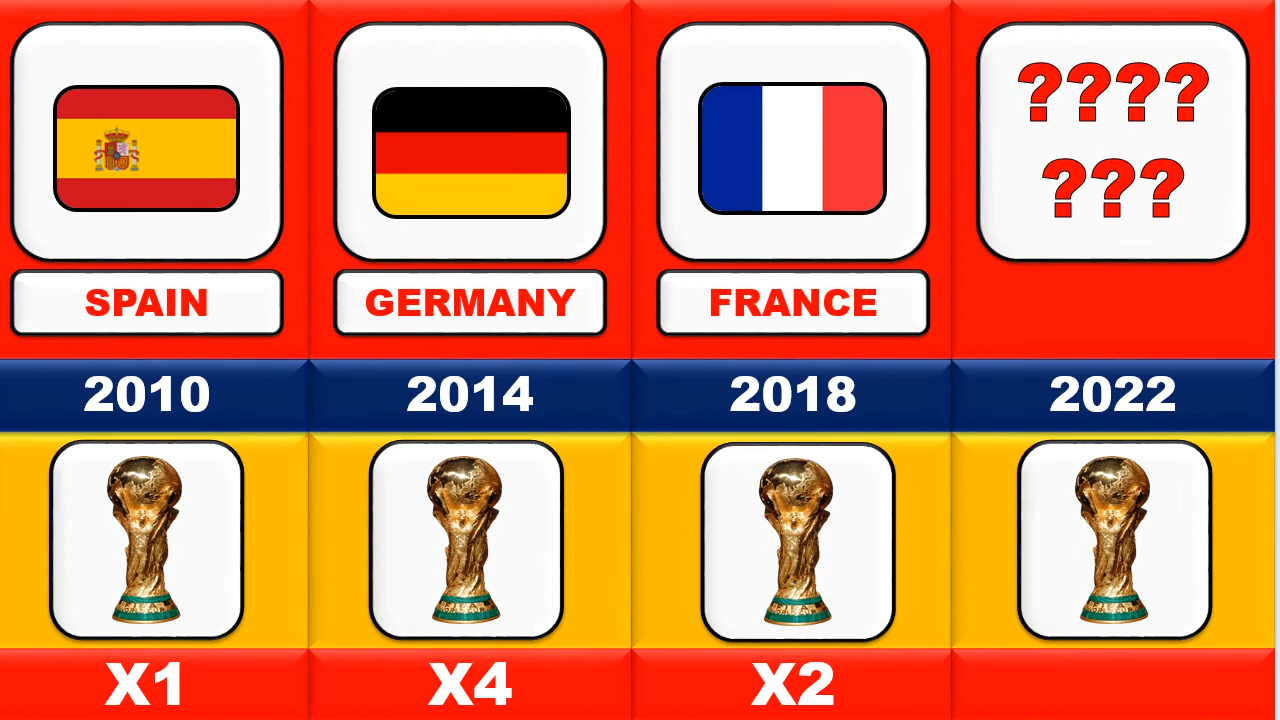 ????
???
SPAIN
GERMANY
FRANCE
2010
2014
2018
2022
X1
X4
X2